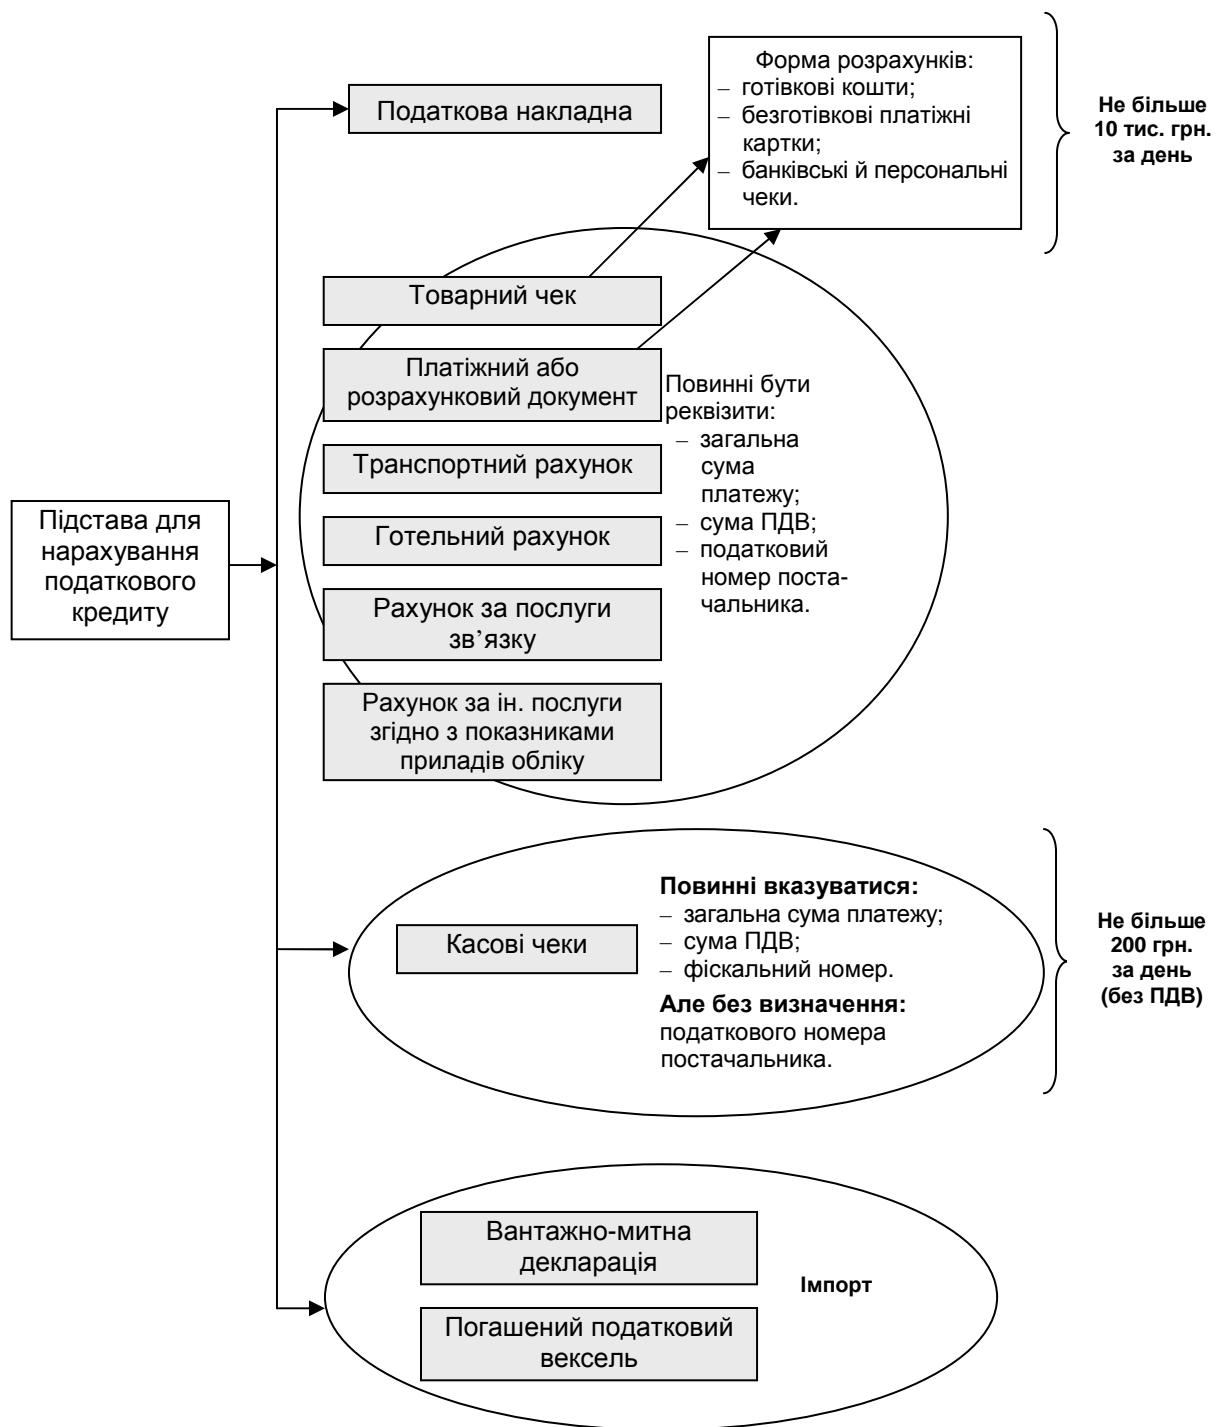 Податкова накладна
Форма розрахунків:
– готівкові кошти;
– безготівкові платіжні
картки;
– банківські й персональні
чеки.
Не більше
10 тис. грн.
за день
Товарний чек
Платіжний або
розрахунковий документ
Транспортний рахунок
Готельний рахунок
Рахунок за послуги
зв’язку
Рахунок за ін. послуги
згідно з показниками
приладів обліку
Повинні бути
реквізити:
– загальна
сума
платежу;
– сума ПДВ;
– податковий
номер поста-
чальника.
Підстава для
нарахування
податкового
кредиту
Касові чеки
Повинні вказуватися:
– загальна сума платежу;
– сума ПДВ;
– фіскальний номер.
Але без визначення:
податкового номера
постачальника.
Не більше
200 грн.
за день
(без ПДВ)
Вантажно-митна
декларація
Погашений податковий
вексель
Імпорт